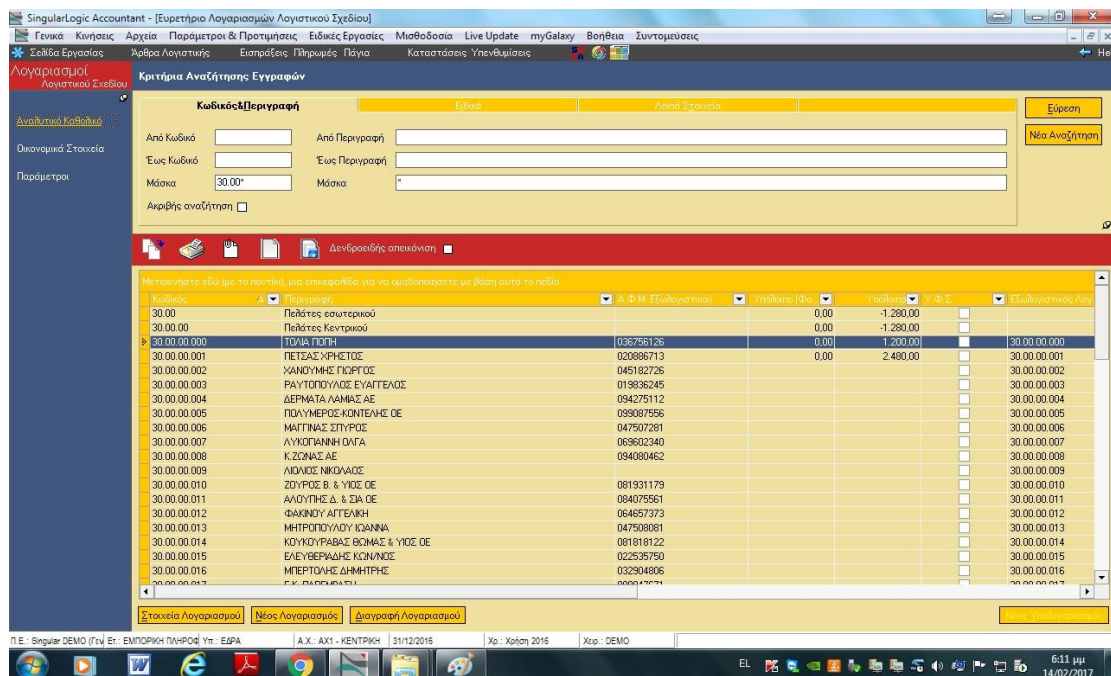 SingularLogic Accountant - [Ευρετήριο Λογαριασμών Λογιστικού Σχεδίου]
Γενικά Κινήσεις Αρχεία Παράμετροι & Προτιμήσεις Ειδικές Εργασίες Μισθοδοσία Live Update myGalaxy Βοήθεια Συντομεύσεις
Σελίδα Εργασίας Άρθρα Λογιστικής Εισπράξεις Πληρωμές Πάγια Καταστάσεις Υπενθυμίσεις
Λογαριασμοί
Λογιστικού Σχεδίου
Αναλυτικό Καθολικό
Οικονομικά Στοιχεία
Παράμετροι
Κριτήρια Αναζήτησης Εγγραφών
Κωδικός&Περιγραφή Ειδικά Λοιπά Στοιχεία
Εύρεση
Νέα Αναζήτηση
Από Κωδικό Από Περιγραφή
Έως Κωδικό Έως Περιγραφή
Μάσκα 30.00* Μάσκα *
Ακριβής αναζήτηση
Δενδροειδής απεικόνιση
Μετακινήστε εδώ (με το ποντίκι), μια επικεφαλίδα για να ομαδοποιήσετε με βάση αυτό το πεδίο
Κωδικός Περιγραφή Α.Φ.Μ. Εξωλογιστικού Υπόλοιπο (Φο Υπόλοιπο Υ.Φ.Σ. Εξωλογιστικός Λογ
30.00 Πελάτες εσωτερικού 0,00 -1.280,00
30.00.00 Πελάτες Κεντρικού 0,00 -1.280,00
30.00.00.000 ΤΟΛΙΑ ΠΟΠΗ 036756126 0,00 1.200,00 30.00.00.000
30.00.00.001 ΠΕΤΣΑΣ ΧΡΗΣΤΟΣ 020886713 0,00 2.480,00 30.00.00.001
30.00.00.002 ΧΑΝΟΥΜΗΣ ΓΙΩΡΓΟΣ 045182726 30.00.00.002
30.00.00.003 ΡΑΥΤΟΠΟΥΛΟΣ ΕΥΑΓΓΕΛΟΣ 019836245 30.00.00.003
30.00.00.004 ΔΕΡΜΑΤΑ ΛΑΜΙΑΣ ΑΕ 094275112 30.00.00.004
30.00.00.005 ΠΟΛΥΜΕΡΟΣ-ΚΟΝΤΕΛΗΣ ΟΕ 099087556 30.00.00.005
30.00.00.006 ΜΑΓΓΙΝΑΣ ΣΠΥΡΟΣ 047507281 30.00.00.006
30.00.00.007 ΛΥΚΟΓΙΑΝΝΗ ΟΛΓΑ 069602340 30.00.00.007
30.00.00.008 Κ.ΖΩΝΑΣ ΑΕ 094080462 30.00.00.008
30.00.00.009 ΛΙΟΛΙΟΣ ΝΙΚΟΛΑΟΣ 30.00.00.009
30.00.00.010 ΖΟΥΡΟΣ Β. & ΥΙΟΣ ΟΕ 081931179 30.00.00.010
30.00.00.011 ΑΛΟΥΠΗΣ Δ. & ΣΙΑ ΟΕ 084075561 30.00.00.011
30.00.00.012 ΦΑΚΙΝΟΥ ΑΓΓΕΛΙΚΗ 064657373 30.00.00.012
30.00.00.013 ΜΗΤΡΟΠΟΥΛΟΥ ΙΩΑΝΝΑ 047508081 30.00.00.013
30.00.00.014 ΚΟΥΚΟΥΡΑΒΑΣ ΘΩΜΑΣ & ΥΙΟΣ ΟΕ 081818122 30.00.00.014
30.00.00.015 ΕΛΕΥΘΕΡΙΑΔΗΣ ΚΩΝ/ΝΟΣ 022535750 30.00.00.015
30.00.00.016 ΜΠΕΡΤΟΛΗΣ ΔΗΜΗΤΡΗΣ 032904806 30.00.00.016
Στοιχεία Λογαριασμού Νέος Λογαριασμός Διαγραφή Λογαριασμού Νέος Υπολογαριασμός
Π.Ε.: Singular DEMO (Γεν Ετ.: ΕΜΠΟΡΙΚΗ ΠΛΗΡΟΦ Υπ.: ΕΔΡΑ Α.Χ.: ΑΧ1 - ΚΕΝΤΡΙΚΗ 31/12/2016 Χρ.: Χρήση 2016 Χειρ.: DEMO
EL
6:11 μμ
14/02/2017